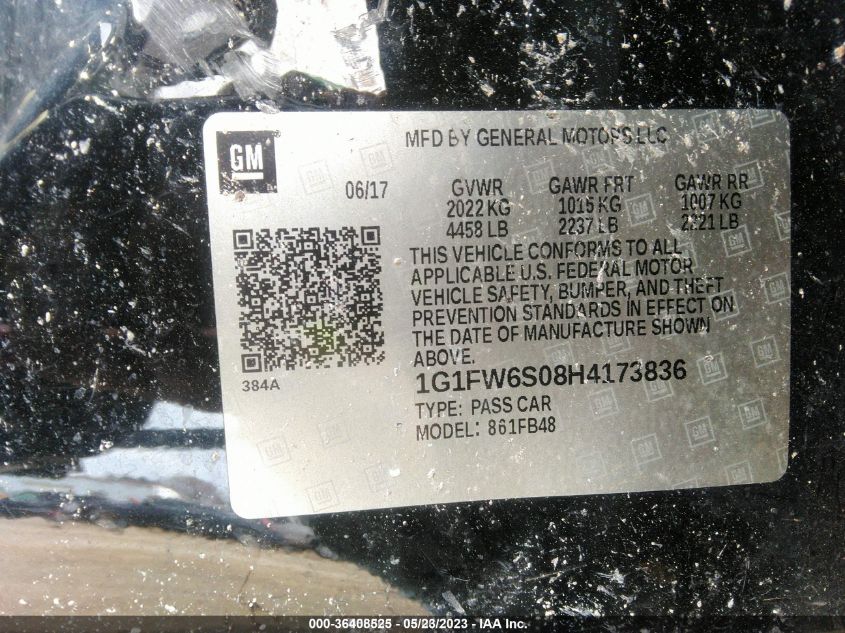 GM
MFD BY GENERAL MOTORS LLC
06/17
GVWR GAWR FRT GAWR RR
2022 KG 1015 KG 1007 KG
4458 LB 2237 LB 2221 LB
THIS VEHICLE CONFORMS TO ALL
APPLICABLE U.S. FEDERAL MOTOR
VEHICLE SAFETY, BUMPER, AND THEFT
PREVENTION STANDARDS IN EFFECT ON
THE DATE OF MANUFACTURE SHOWN
ABOVE.
384A
1G1FW6S08H4173836
TYPE: PASS CAR
MODEL: 861FB48
000-36408525 - 05/23/2023 - IAA Inc.